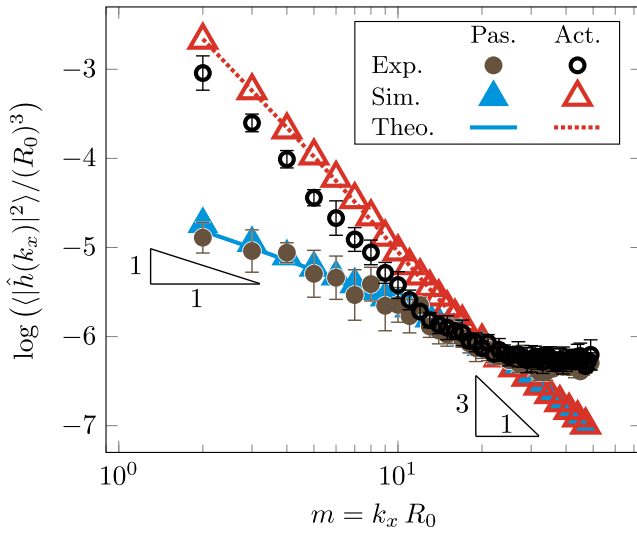 Pas. Act.
Exp.
Sim.
Theo.
−3
−4
−5
−6
−7
log (⟨|ĥ(kₓ)|²⟩/(R₀)³)
1
1
3
1
10⁰
10¹
m = kₓ R₀